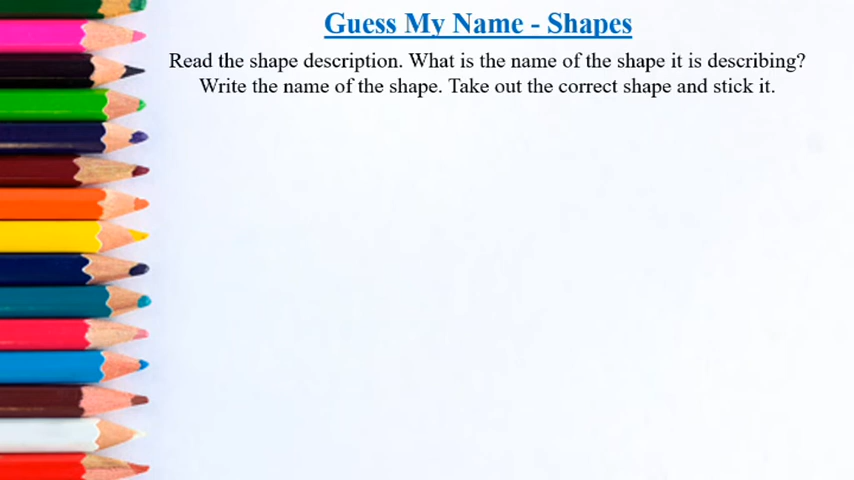 Guess My Name - Shapes
Read the shape description. What is the name of the shape it is describing?
Write the name of the shape. Take out the correct shape and stick it.